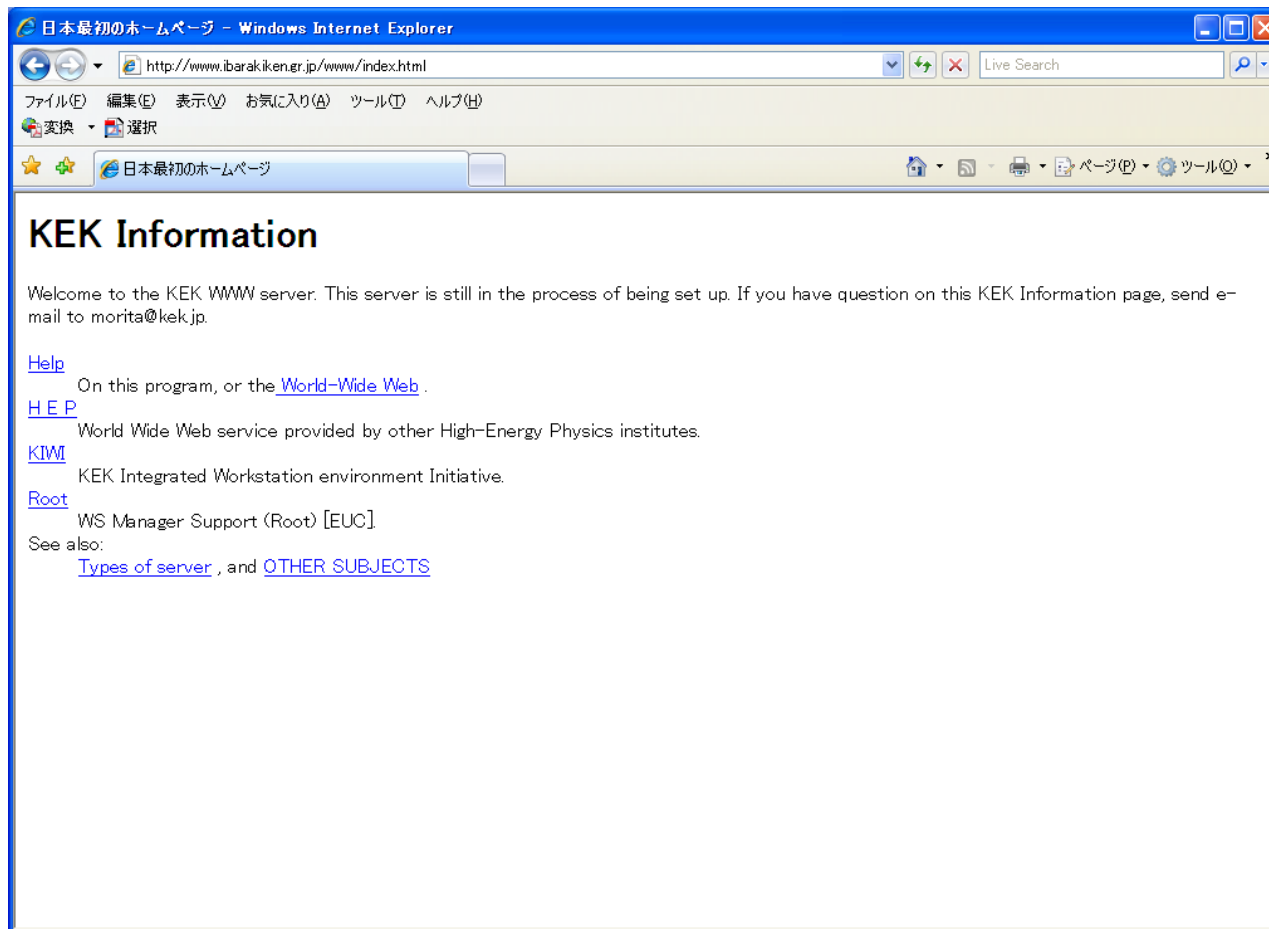 日本最初のホームページ - Windows Internet Explorer
http://www.ibarakiken.gr.jp/www/index.html
Live Search
ファイル(F) 編集(E) 表示(V) お気に入り(A) ツール(T) ヘルプ(H)
変換 選択
日本最初のホームページ
ページ(P) ツール(O)
KEK Information
Welcome to the KEK WWW server. This server is still in the process of being set up. If you have question on this KEK Information page, send e-
mail to morita@kek.jp.
Help
On this program, or the World-Wide Web .
H E P
World Wide Web service provided by other High-Energy Physics institutes.
KIWI
KEK Integrated Workstation environment Initiative.
Root
WS Manager Support (Root) [EUC].
See also:
Types of server , and OTHER SUBJECTS